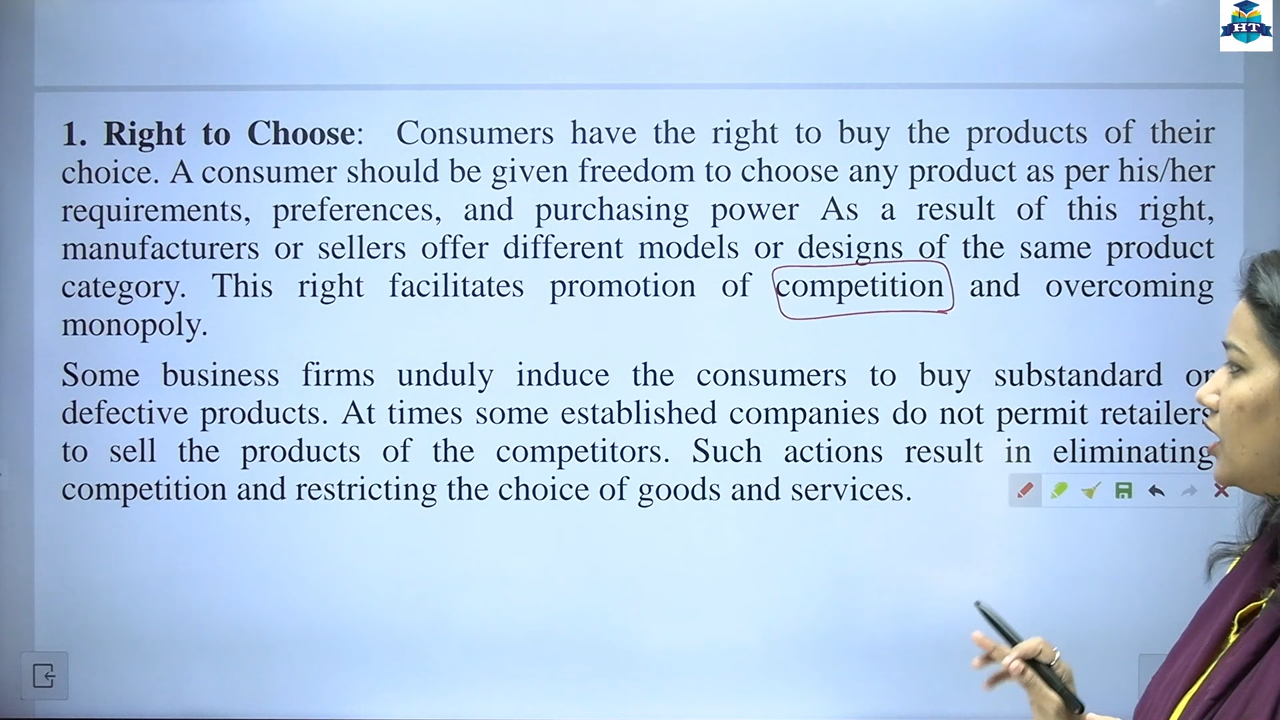 HT
1. Right to Choose: Consumers have the right to buy the products of their
choice. A consumer should be given freedom to choose any product as per his/her
requirements, preferences, and purchasing power As a result of this right,
manufacturers or sellers offer different models or designs of the same product
category. This right facilitates promotion of competition and overcoming
monopoly.
Some business firms unduly induce the consumers to buy substandard or
defective products. At times some established companies do not permit retailers
to sell the products of the competitors. Such actions result in eliminating
competition and restricting the choice of goods and services.